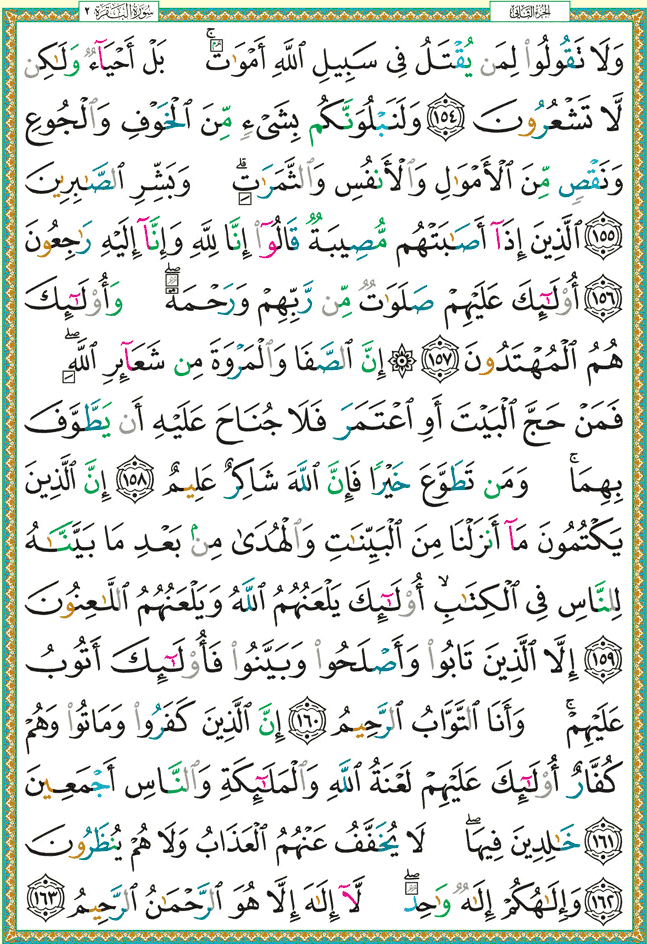 الجزء الثاني
سورة البقرة ٢
وَلَا تَقُولُوا۟ لِمَن يُقْتَلُ فِى سَبِيلِ ٱللَّهِ أَمْوَٰتٌۢ ۚ بَلْ أَحْيَآءٌ وَلَـٰكِن
لَّا تَشْعُرُونَ ١٥٤ وَلَنَبْلُوَنَّكُم بِشَىْءٍ مِّنَ ٱلْخَوْفِ وَٱلْجُوعِ
وَنَقْصٍ مِّنَ ٱلْأَمْوَٰلِ وَٱلْأَنفُسِ وَٱلثَّمَرَٰتِ ۗ وَبَشِّرِ ٱلصَّـٰبِرِينَ
١٥٥ ٱلَّذِينَ إِذَآ أَصَـٰبَتْهُم مُّصِيبَةٌ قَالُوٓا۟ إِنَّا لِلَّهِ وَإِنَّآ إِلَيْهِ رَٰجِعُونَ
١٥٦ أُو۟لَـٰٓئِكَ عَلَيْهِمْ صَلَوَٰتٌ مِّن رَّبِّهِمْ وَرَحْمَةٌ ۖ وَأُو۟لَـٰٓئِكَ
هُمُ ٱلْمُهْتَدُونَ ١٥٧ ۞ إِنَّ ٱلصَّفَا وَٱلْمَرْوَةَ مِن شَعَآئِرِ ٱللَّهِ ۖ
فَمَنْ حَجَّ ٱلْبَيْتَ أَوِ ٱعْتَمَرَ فَلَا جُنَاحَ عَلَيْهِ أَن يَطَّوَّفَ
بِهِمَا ۚ وَمَن تَطَوَّعَ خَيْرًا فَإِنَّ ٱللَّهَ شَاكِرٌ عَلِيمٌ ١٥٨ إِنَّ ٱلَّذِينَ
يَكْتُمُونَ مَآ أَنزَلْنَا مِنَ ٱلْبَيِّنَـٰتِ وَٱلْهُدَىٰ مِنۢ بَعْدِ مَا بَيَّنَّـٰهُ
لِلنَّاسِ فِى ٱلْكِتَـٰبِ ۙ أُو۟لَـٰٓئِكَ يَلْعَنُهُمُ ٱللَّهُ وَيَلْعَنُهُمُ ٱللَّـٰعِنُونَ
١٥٩ إِلَّا ٱلَّذِينَ تَابُوا۟ وَأَصْلَحُوا۟ وَبَيَّنُوا۟ فَأُو۟لَـٰٓئِكَ أَتُوبُ
عَلَيْهِمْ ۚ وَأَنَا ٱلتَّوَّابُ ٱلرَّحِيمُ ١٦٠ إِنَّ ٱلَّذِينَ كَفَرُوا۟ وَمَاتُوا۟ وَهُمْ
كُفَّارٌ أُو۟لَـٰٓئِكَ عَلَيْهِمْ لَعْنَةُ ٱللَّهِ وَٱلْمَلَـٰٓئِكَةِ وَٱلنَّاسِ أَجْمَعِينَ
١٦١ خَـٰلِدِينَ فِيهَا ۖ لَا يُخَفَّفُ عَنْهُمُ ٱلْعَذَابُ وَلَا هُمْ يُنظَرُونَ
١٦٢ وَإِلَـٰهُكُمْ إِلَـٰهٌ وَٰحِدٌ ۖ لَّآ إِلَـٰهَ إِلَّا هُوَ ٱلرَّحْمَـٰنُ ٱلرَّحِيمُ ١٦٣